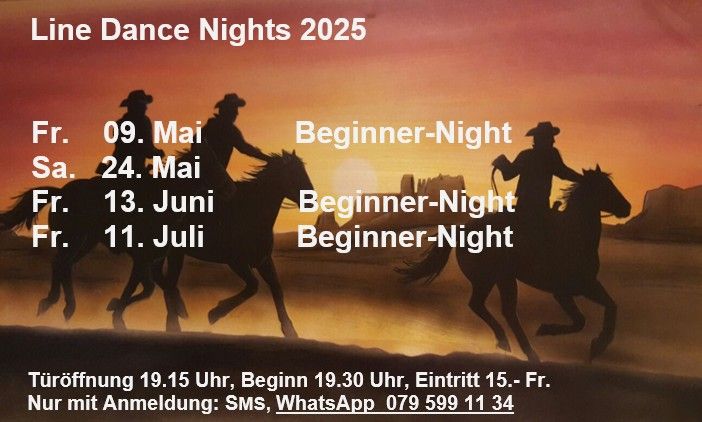 Line Dance Nights 2025
Fr. 09. Mai Beginner-Night
Sa. 24. Mai
Fr. 13. Juni Beginner-Night
Fr. 11. Juli Beginner-Night
Türöffnung 19.15 Uhr, Beginn 19.30 Uhr, Eintritt 15.- Fr.
Nur mit Anmeldung: SMS, WhatsApp 079 599 11 34